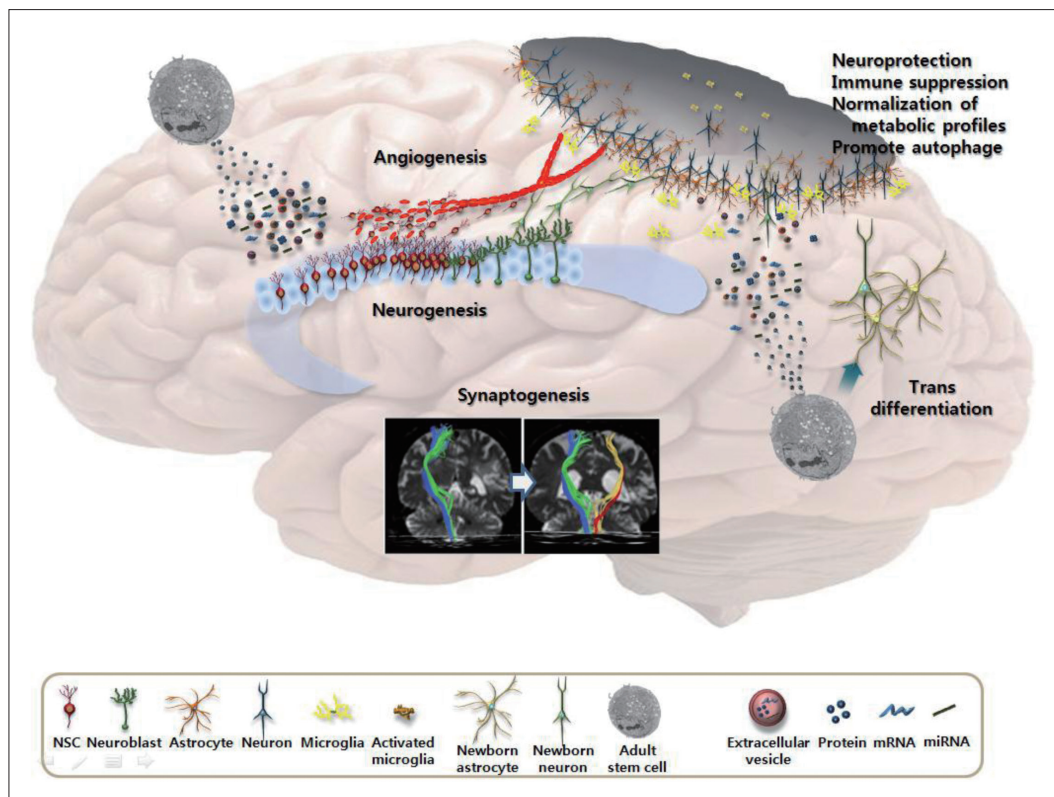 Neuroprotection
Immune suppression
Normalization of
metabolic profiles
Promote autophage
Angiogenesis
Neurogenesis
Synaptogenesis
Trans
differentiation
NSC
Neuroblast
Astrocyte
Neuron
Microglia
Activated
microglia
Newborn
astrocyte
Newborn
neuron
Adult
stem cell
Extracellular
vesicle
Protein
mRNA
miRNA